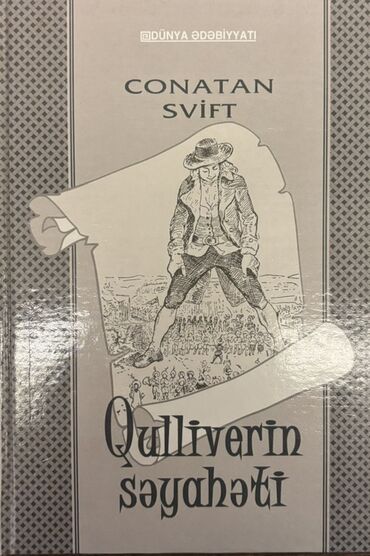 DÜNYA ƏDƏBİYYATI
CONATAN
SVİFT
Qulliverin
səyahəti